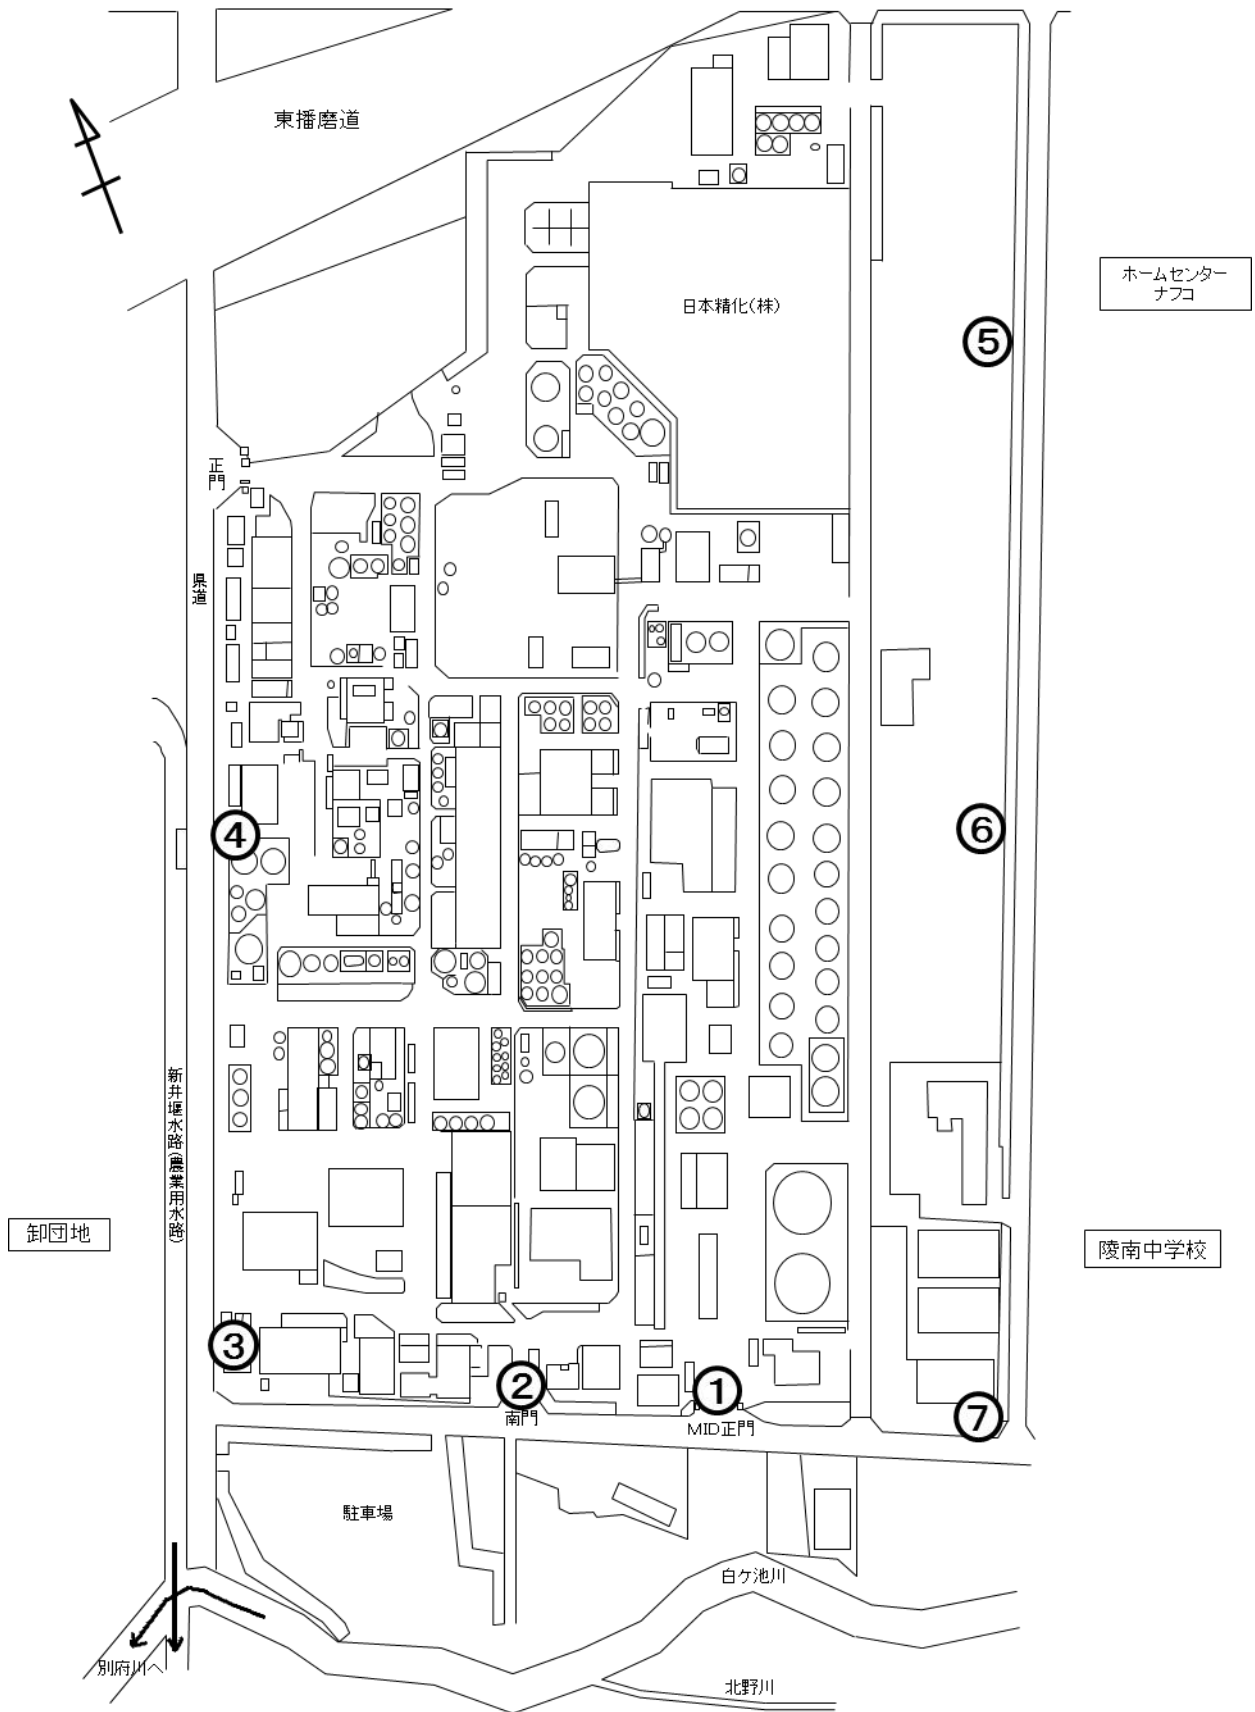 東播磨道
ホームセンター
ナフコ
日本精化(株)
⑤
正門
県道
④
⑥
新井堰水路(農業用水路)
卸団地
陵南中学校
③
②
①
⑦
南門
MID正門
駐車場
白ケ池川
別府川へ
北野川